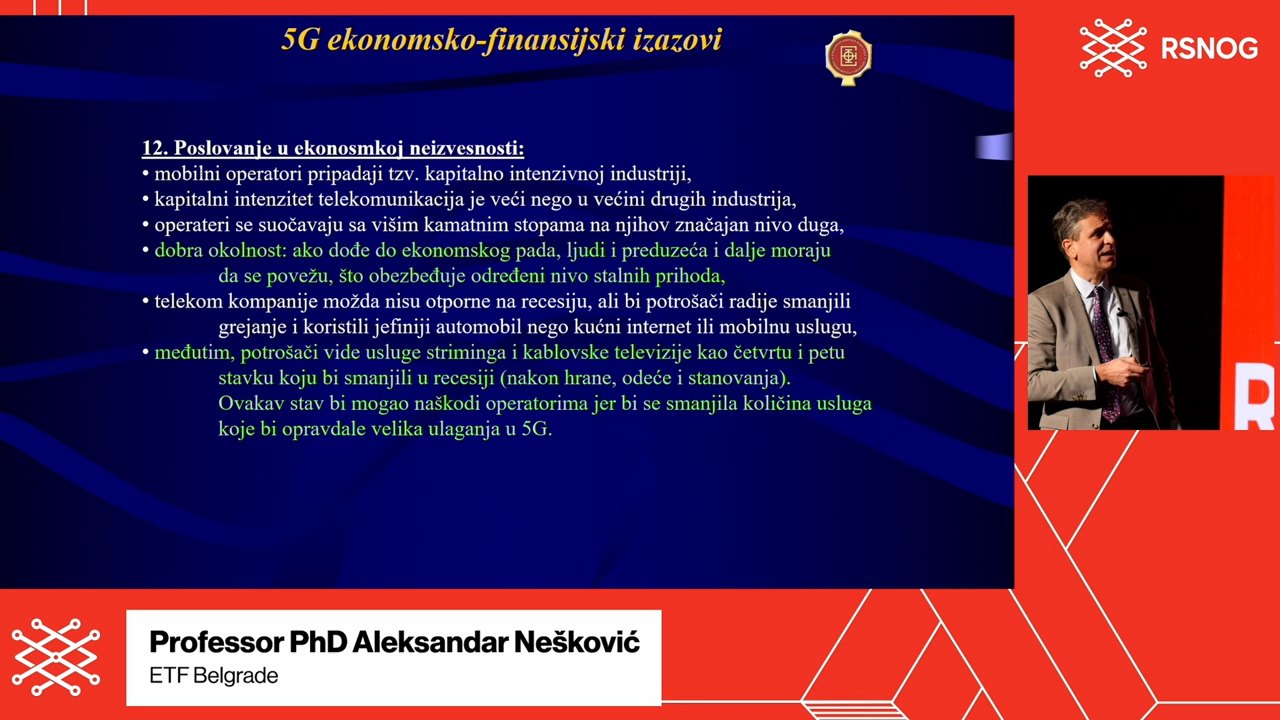 5G ekonomsko-finansijski izazovi
RSNOG
12. Poslovanje u ekonosmkoj neizvesnosti:
• mobilni operatori pripadaji tzv. kapitalno intenzivnoj industriji,
• kapitalni intenzitet telekomunikacija je veći nego u većini drugih industrija,
• operateri se suočavaju sa višim kamatnim stopama na njihov značajan nivo duga,
• dobra okolnost: ako dođe do ekonomskog pada, ljudi i preduzeća i dalje moraju
da se povežu, što obezbeđuje određeni nivo stalnih prihoda,
• telekom kompanije možda nisu otporne na recesiju, ali bi potrošači radije smanjili
grejanje i koristili jefiniji automobil nego kućni internet ili mobilnu uslugu,
• međutim, potrošači vide usluge striminga i kablovske televizije kao četvrtu i petu
stavku koju bi smanjili u recesiji (nakon hrane, odeće i stanovanja).
Ovakav stav bi mogao naškodi operatorima jer bi se smanjila količina usluga
koje bi opravdale velika ulaganja u 5G.
R
Professor PhD Aleksandar Nešković
ETF Belgrade